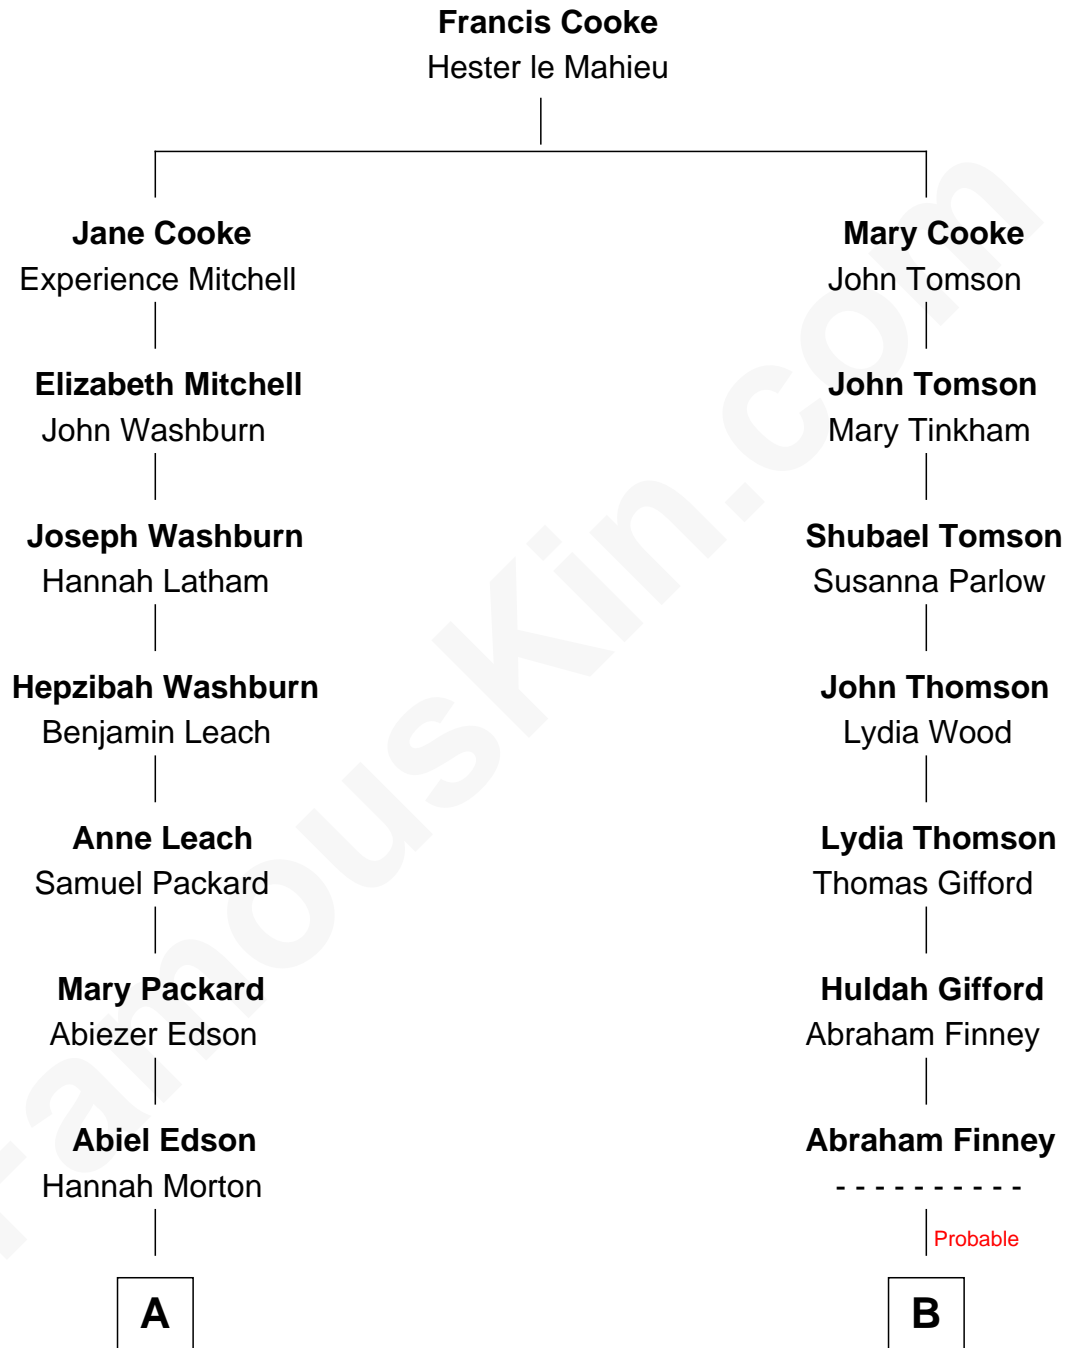 Francis Cooke
Hester le Mahieu
Jane Cooke
Experience Mitchell
Mary Cooke
John Tomson
Elizabeth Mitchell
John Washburn
John Tomson
Mary Tinkham
Joseph Washburn
Hannah Latham
Shubael Tomson
Susanna Parlow
Hepzibah Washburn
Benjamin Leach
John Thomson
Lydia Wood
Anne Leach
Samuel Packard
Lydia Thomson
Thomas Gifford
Mary Packard
Abiezer Edson
Huldah Gifford
Abraham Finney
Abiel Edson
Hannah Morton
Abraham Finney
- - - - - - - - - -
Probable
A
B
FamousKin.com